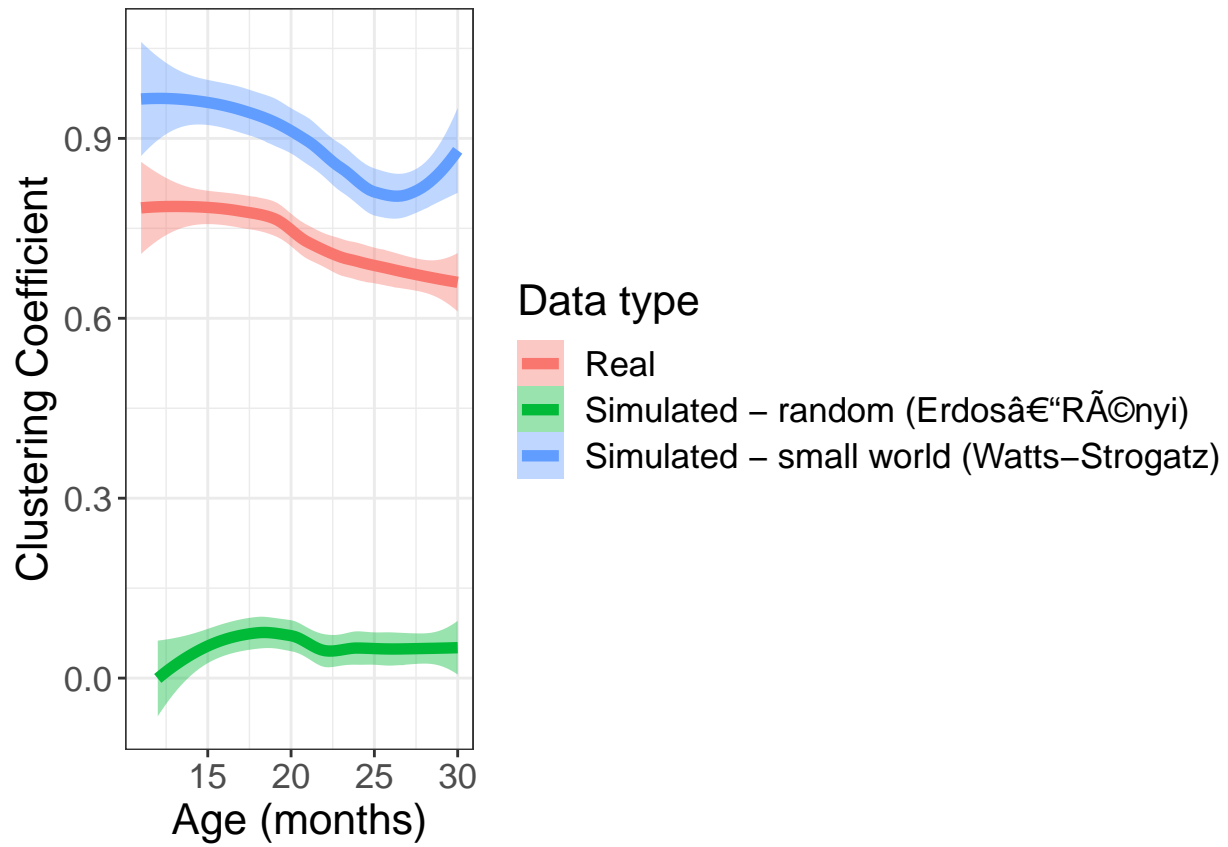 Clustering Coefficient
0.9
0.6
0.3
0.0
15 20 25 30
Age (months)
Data type
Real
Simulated − random (Erdosâ€“RÃ©nyi)
Simulated − small world (Watts−Strogatz)